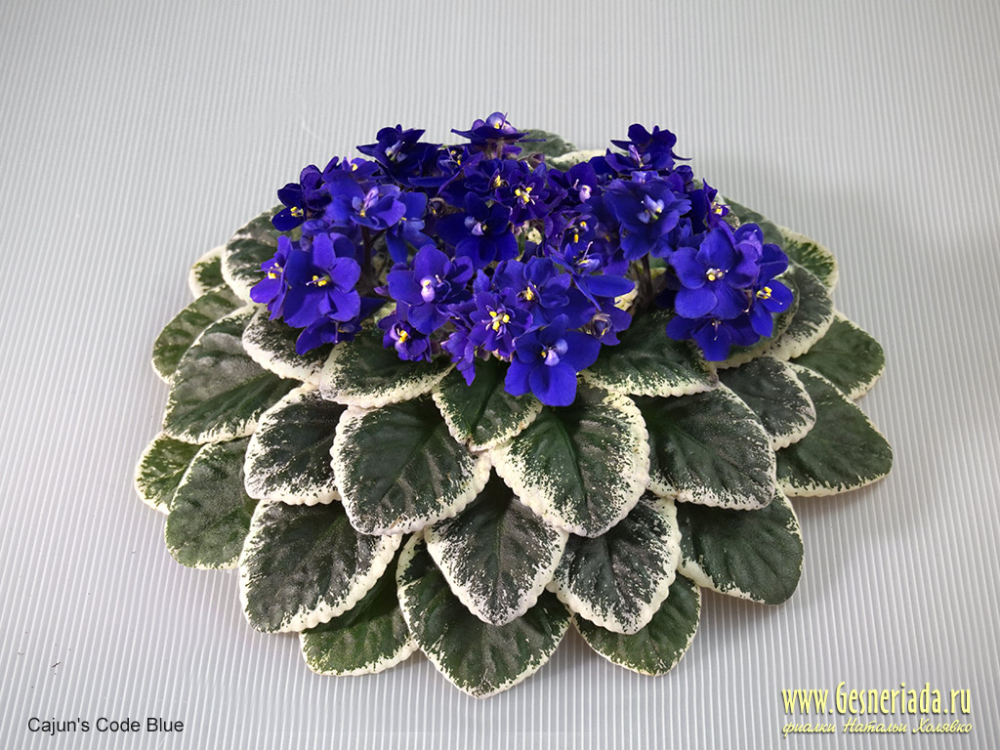 Cajun's Code Blue
www.Gesneriada.ru
фиалки Натальи Холявко